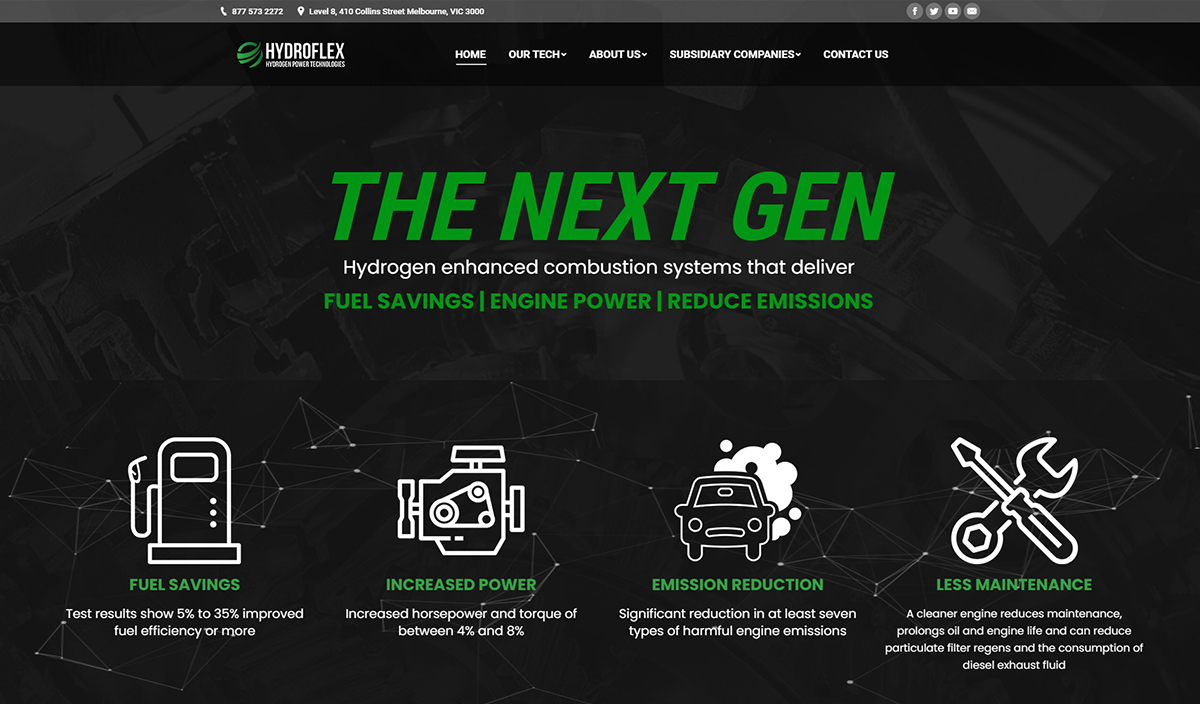 877 573 2272
Level 8, 410 Collins Street Melbourne, VIC 3000
HYDROFLEX
HYDROGEN POWER TECHNOLOGIES
HOME
OUR TECH
ABOUT US
SUBSIDIARY COMPANIES
CONTACT US
THE NEXT GEN
Hydrogen enhanced combustion systems that deliver
FUEL SAVINGS | ENGINE POWER | REDUCE EMISSIONS
FUEL SAVINGS
Test results show 5% to 35% improved
fuel efficiency or more
INCREASED POWER
Increased horsepower and torque of
between 4% and 8%
EMISSION REDUCTION
Significant reduction in at least seven
types of harmful engine emissions
LESS MAINTENANCE
A cleaner engine reduces maintenance,
prolongs oil and engine life and can reduce
particulate filter regens and the consumption of
diesel exhaust fluid